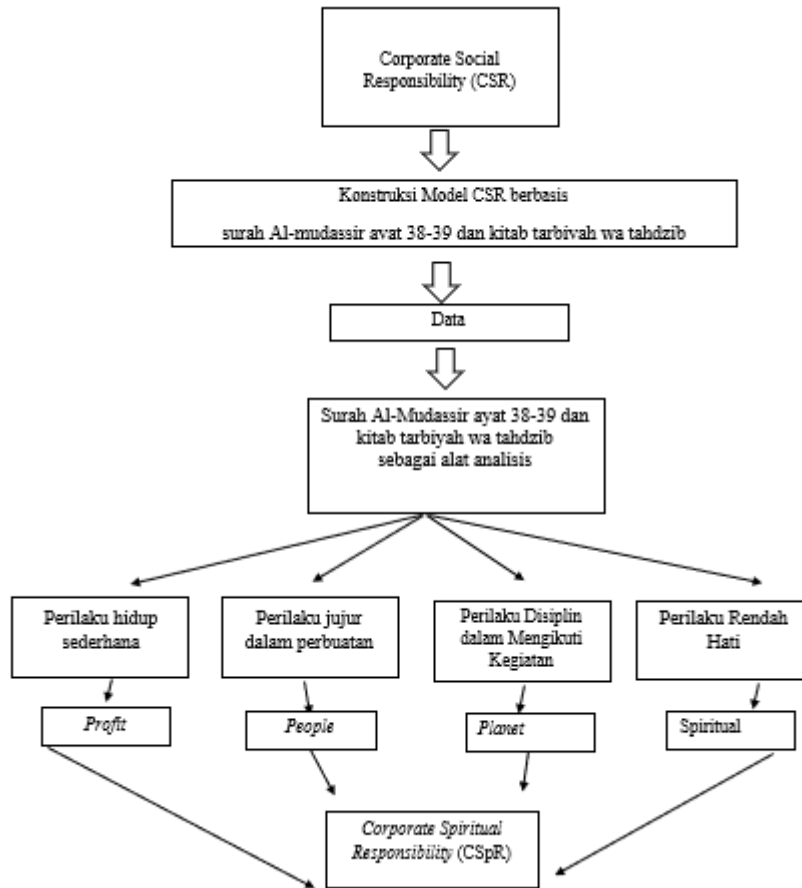 Corporate Social
Responsibility (CSR)
Konstruksi Model CSR berbasis
surah Al-mudassir ayat 38-39 dan kitab tarbiyah wa tahdzib
Data
Surah Al-Mudassir ayat 38-39 dan
kitab tarbiyah wa tahdzib
sebagai alat analisis
Perilaku hidup
sederhana
Perilaku jujur
dalam perbuatan
Perilaku Disiplin
dalam Mengikuti
Kegiatan
Perilaku Rendah
Hati
Profit
People
Planet
Spiritual
Corporate Spiritual
Responsibility (CSpR)